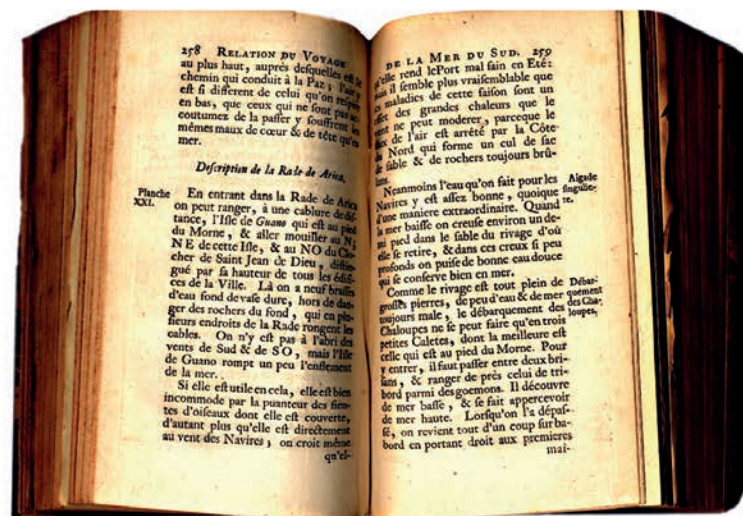 258 RELATION DU VOYAGE
au plus haut, auprès desquelles est le
chemin qui conduit à la Paz; l'air y
est si different de celui qu'on respire
en bas, que ceux qui ne sont pas ac-
coutumez de la passer y souffrent les
mêmes maux de cœur & de tête qu'en
mer.
Description de la Rade de Arica.
Planche
XXI.
En entrant dans la Rade de Arica
on peut ranger, à une cablure de dis-
tance, l'Isle de Guano qui est au pied
du Morne, & aller mouiller au N;
NE de cette Isle, & au NO du Clo-
cher de Saint Jean de Dieu, distin-
gué par sa hauteur de tous les édifi-
ces de la Ville. Là on a neuf brasses
d'eau fond de vase dure, hors de dan-
ger des rochers du fond, qui en plu-
sieurs endroits de la Rade rongent les
cables. On n'y est pas à l'abri des
vents de Sud & de SO, mais l'Isle
de Guano rompt un peu l'enflement
de la mer.
Si elle est utile en cela, elle est bien
incommode par la puanteur des fien-
tes d'oiseaux dont elle est couverte,
d'autant plus qu'elle est directement
au vent des Navires; on croit même
qu'el-
DE LA MER DU SUD. 259
qu'elle rend le Port mal sain en Eté:
mais il semble plus vraisemblable que
les maladies de cette saison sont un
effet des grandes chaleurs que le
vent ne peut moderer, parceque le
de l'air est arrêté par la Côte
du Nord qui forme un cul de sac
de sable & de rochers toujours brû-
lans.
Neanmoins l'eau qu'on fait pour les
Navires y est assez bonne, quoique
d'une maniere extraordinaire. Quand
la mer baisse on creuse environ un de-
mi pied dans le sable du rivage d'où
elle se retire, & dans ces creux si peu
profonds on puise de bonne eau douce
qui se conserve bien en mer.
Aigade
singulie-
re.
Comme le rivage est tout plein de
grosses pierres, de peu d'eau & de mer
toujours male, le débarquement des
Chaloupes ne se peut faire qu'en trois
petites Caletes, dont la meilleure est
celle qui est au pied du Morne. Pour
y entrer, il faut passer entre deux bri-
sans, & ranger de près celui de tri-
bord parmi des goemons. Il découvre
de mer basse, & se fait appercevoir
de mer haute. Lorsqu'on l'a dépas-
sé, on revient tout d'un coup sur bas-
bord en portant droit aux premieres
mai-
Débar-
quement
des Cha-
loupes.